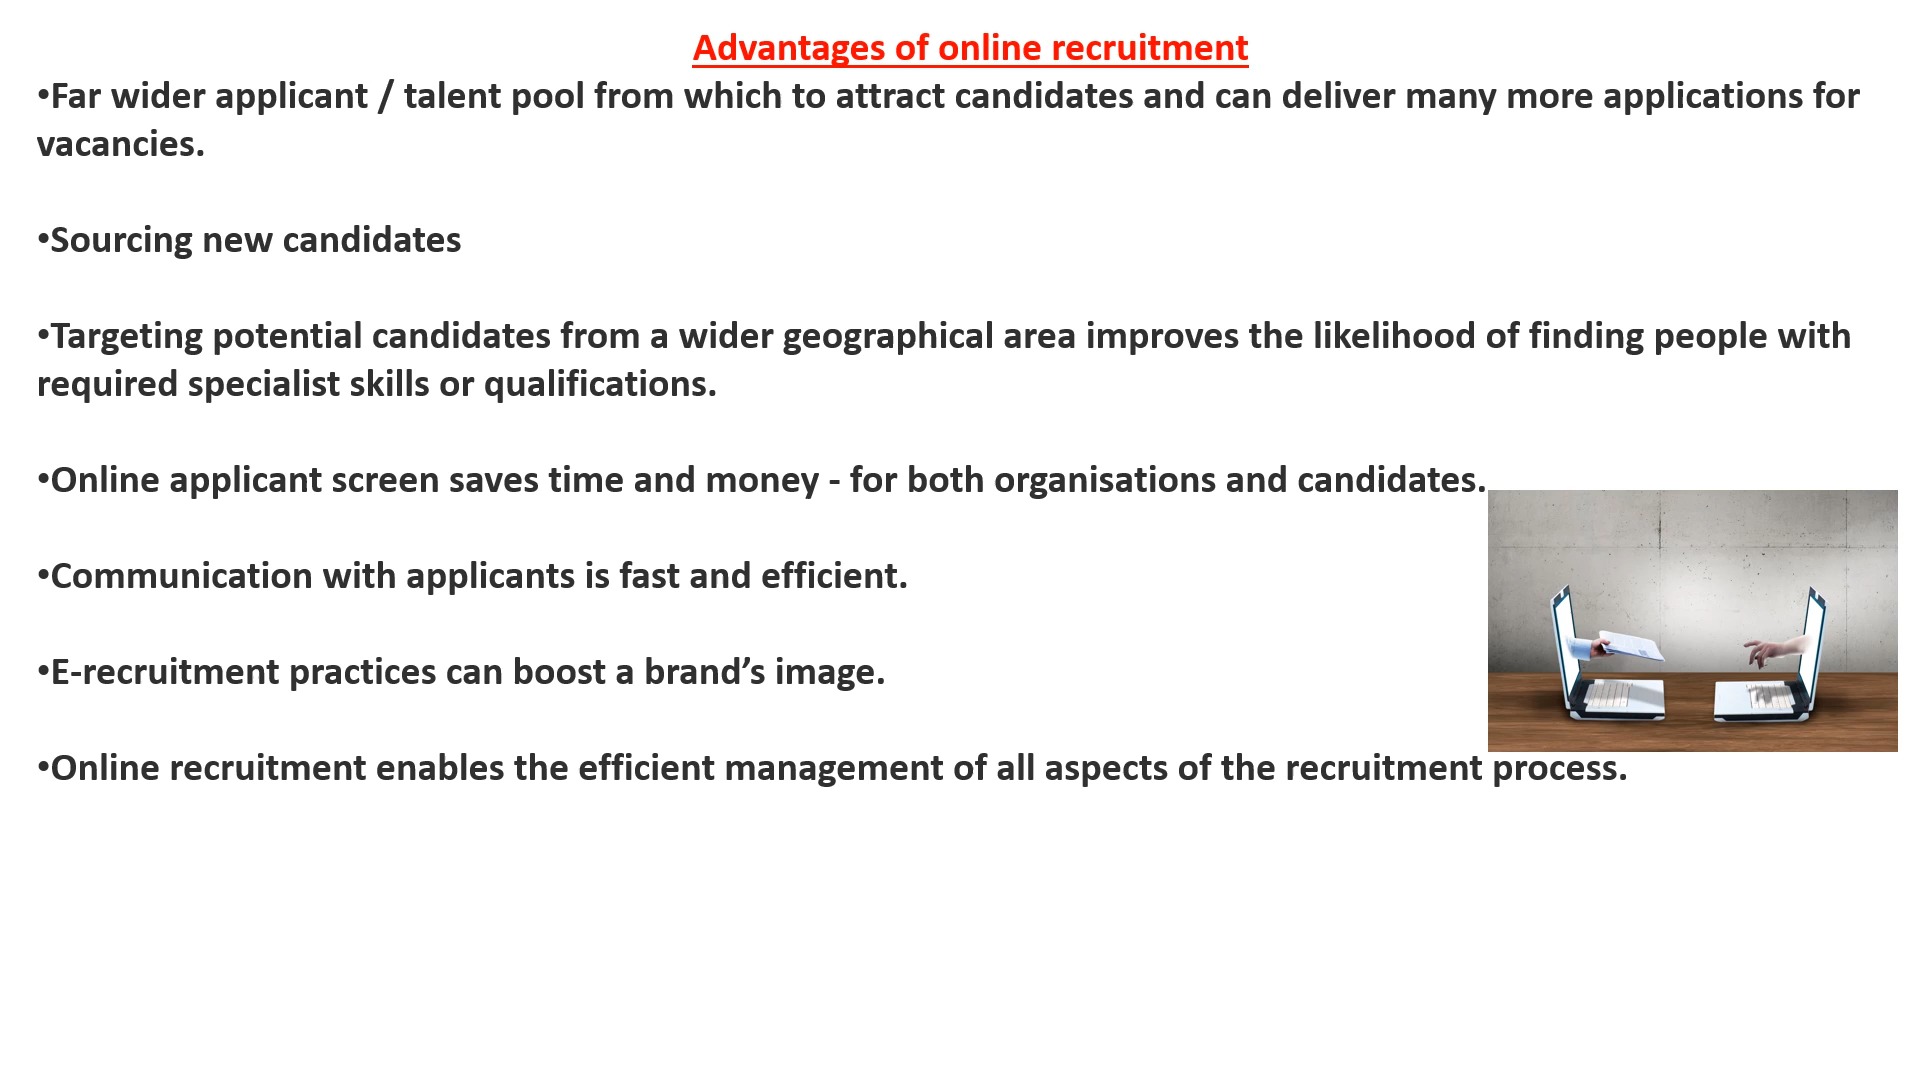 Advantages of online recruitment
•Far wider applicant / talent pool from which to attract candidates and can deliver many more applications for
vacancies.
•Sourcing new candidates
•Targeting potential candidates from a wider geographical area improves the likelihood of finding people with
required specialist skills or qualifications.
•Online applicant screen saves time and money - for both organisations and candidates.
•Communication with applicants is fast and efficient.
•E-recruitment practices can boost a brand’s image.
•Online recruitment enables the efficient management of all aspects of the recruitment process.